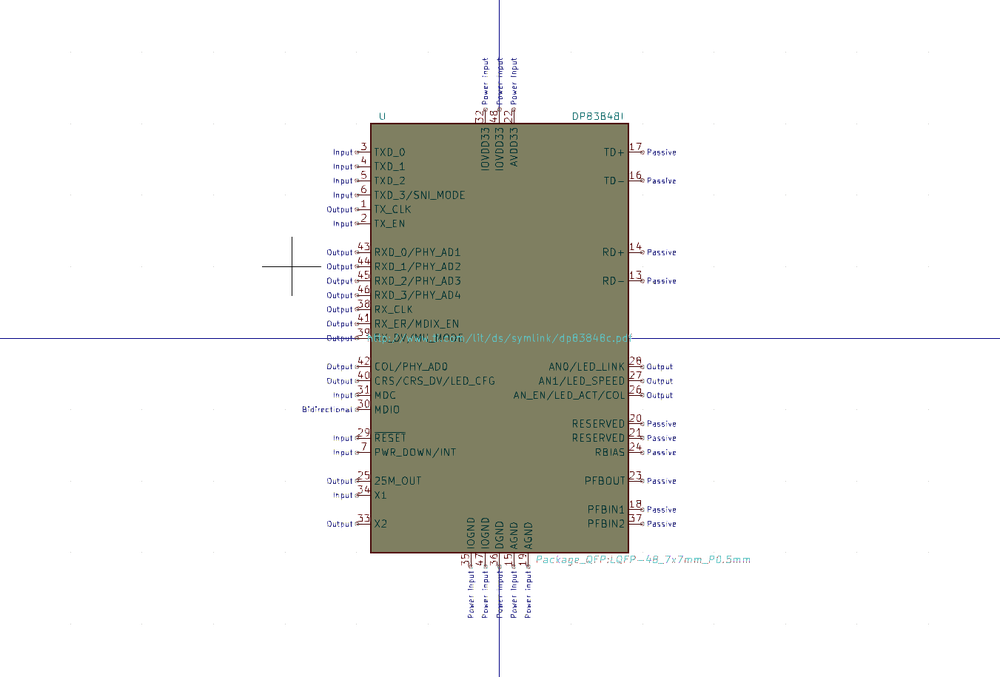 Power Input Power Input Power Input
32 48 22
U DP83848I
IOVDD33 IOVDD33 AVDD33
Input 3 TXD_0 TD+ 17 Passive
Input 4 TXD_1
Input 5 TXD_2 TD- 16 Passive
Input 6 TXD_3/SNI_MODE
Output 1 TX_CLK
Input 2 TX_EN
Output 43 RXD_0/PHY_AD1 RD+ 14 Passive
Output 44 RXD_1/PHY_AD2
Output 45 RXD_2/PHY_AD3 RD- 13 Passive
Output 46 RXD_3/PHY_AD4
Output 38 RX_CLK
Output 41 RX_ER/MDIX_EN
Output 39 /lit/ds/symlink/dp83848c.pdf
Output 42 COL/PHY_AD0 AN0/LED_LINK 28 Output
Output 40 CRS/CRS_DV/LED_CFG AN1/LED_SPEED 27 Output
Input 31 MDC AN_EN/LED_ACT/COL 26 Output
Bidirectional 30 MDIO
RESERVED 20 Passive
Input 29 RESET RESERVED 21 Passive
Input 7 PWR_DOWN/INT RBIAS 24 Passive
Output 25 25M_OUT PFBOUT 23 Passive
Input 34 X1
PFBIN1 18 Passive
Output 33 X2 PFBIN2 37 Passive
IOGND IOGND DGND AGND AGND
35 47 36 15 19
Package_QFP:LQFP-48_7x7mm_P0.5mm
Power Input Power Input Power Input Power Input Power Input